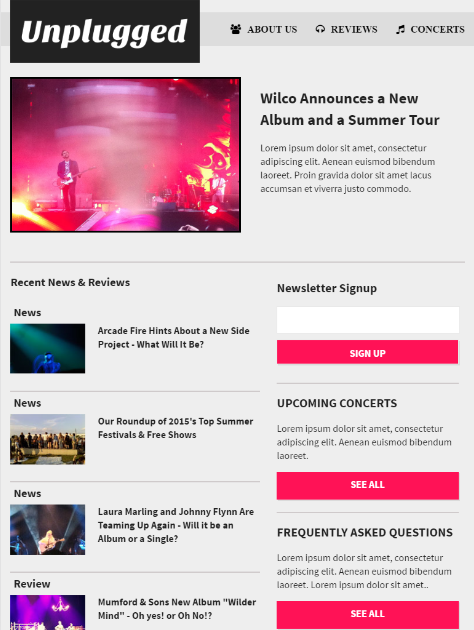 Unplugged
ABOUT US
REVIEWS
CONCERTS
Wilco Announces a New
Album and a Summer Tour
Lorem ipsum dolor sit amet, consectetur
adipiscing elit. Aenean euismod bibendum
laoreet. Proin gravida dolor sit amet lacus
accumsan et viverra justo commodo.
Recent News & Reviews
News
Arcade Fire Hints About a New Side
Project - What Will It Be?
News
Our Roundup of 2015's Top Summer
Festivals & Free Shows
News
Laura Marling and Johnny Flynn Are
Teaming Up Again - Will it be an
Album or a Single?
Review
Mumford & Sons New Album "Wilder
Mind" - Oh yes! or Oh No!?
Newsletter Signup
SIGN UP
UPCOMING CONCERTS
Lorem ipsum dolor sit amet, consectetur
adipiscing elit. Aenean euismod bibendum
laoreet.
SEE ALL
FREQUENTLY ASKED QUESTIONS
Lorem ipsum dolor sit amet, consectetur
adipiscing elit. Aenean euismod bibendum
laoreet. Lorem ipsum dolor sit amet..
SEE ALL